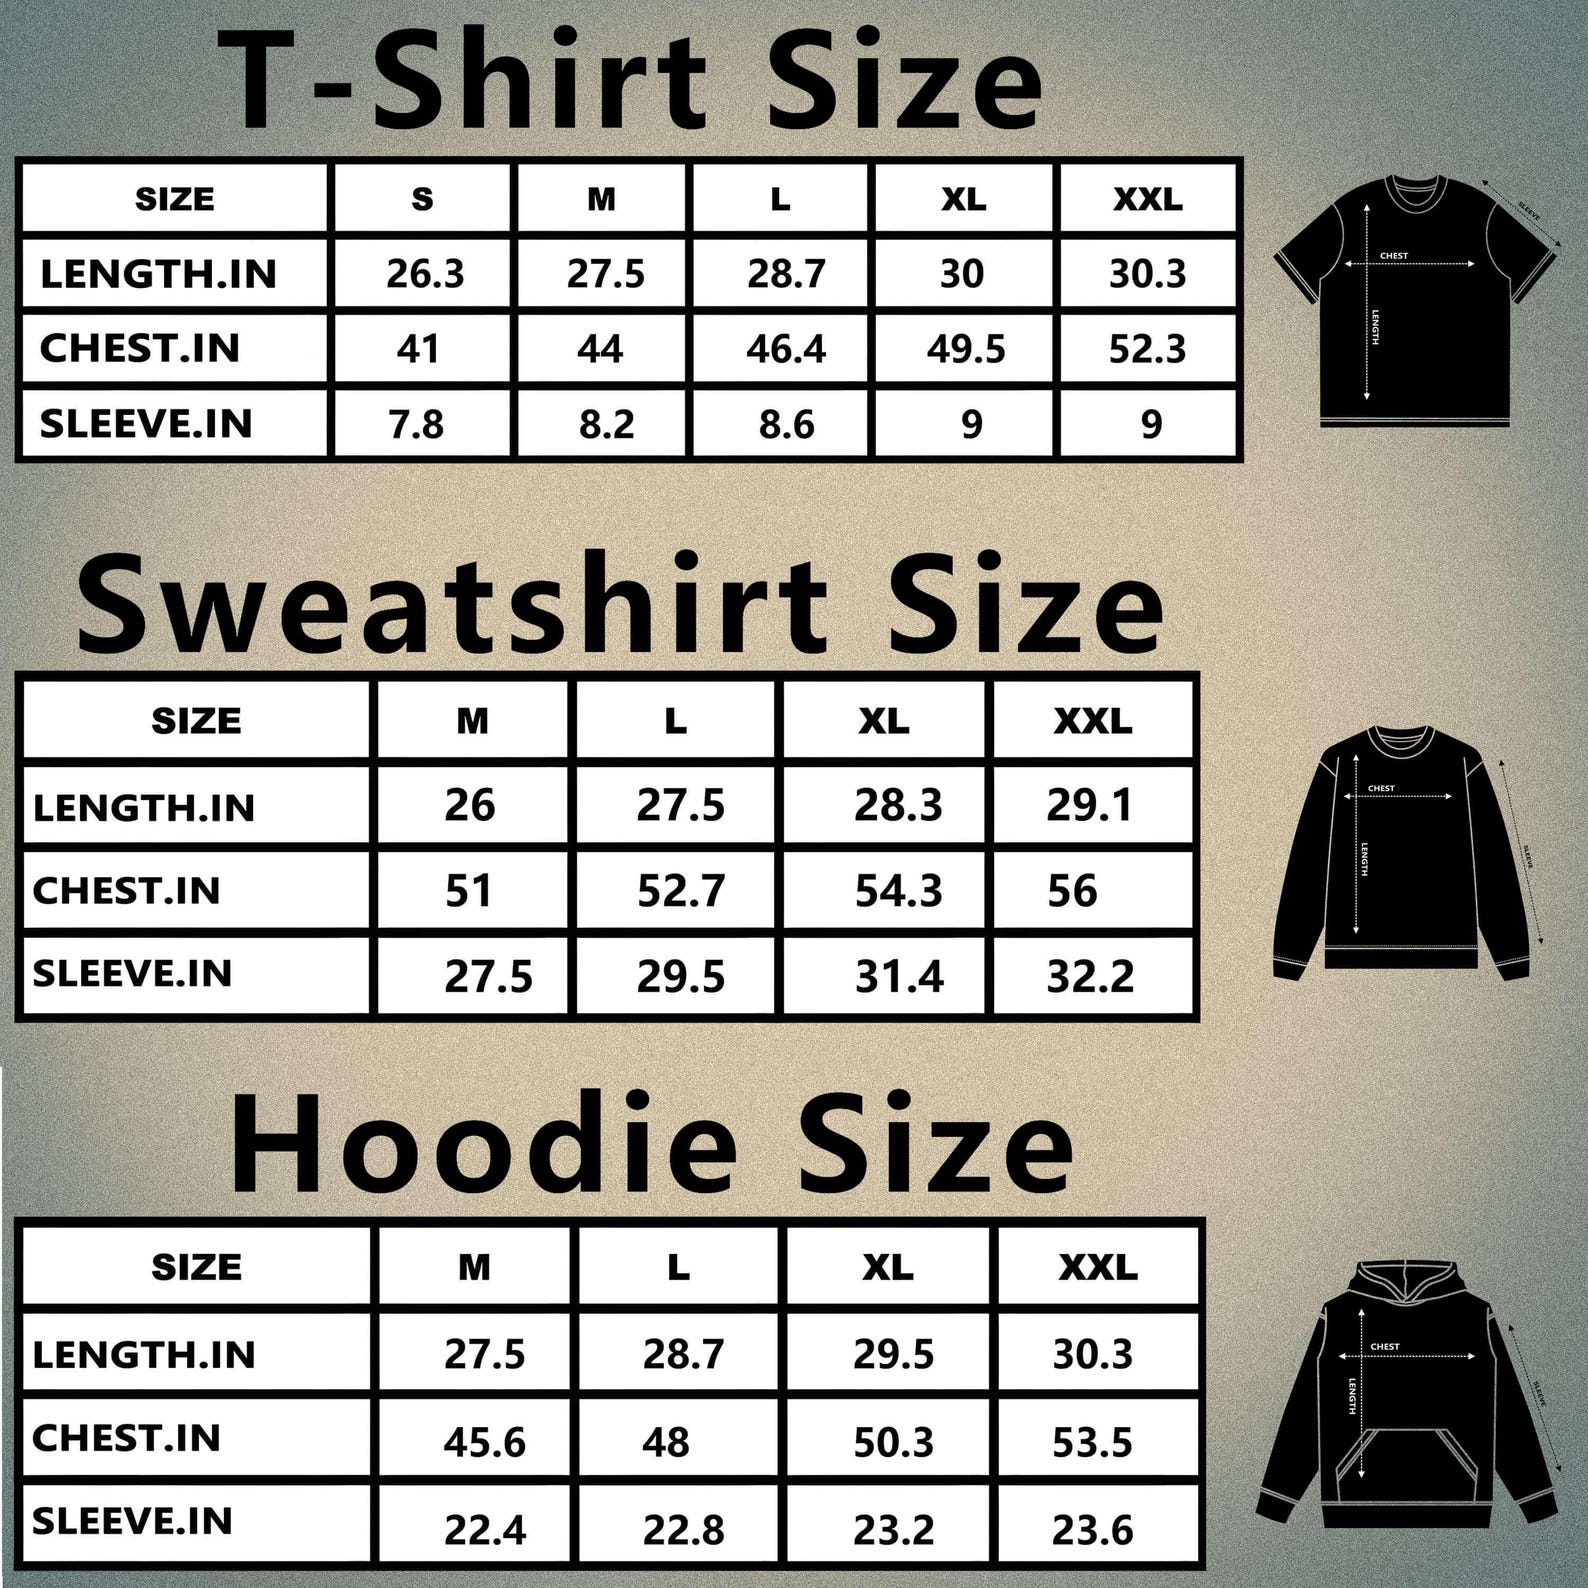 T-Shirt Size
SIZE S M L XL XXL
LENGTH.IN 26.3 27.5 28.7 30 30.3
CHEST.IN 41 44 46.4 49.5 52.3
SLEEVE.IN 7.8 8.2 8.6 9 9
SLEEVE
CHEST
LENGTH
Sweatshirt Size
SIZE M L XL XXL
LENGTH.IN 26 27.5 28.3 29.1
CHEST.IN 51 52.7 54.3 56
SLEEVE.IN 27.5 29.5 31.4 32.2
CHEST
LENGTH
SLEEVE
Hoodie Size
SIZE M L XL XXL
LENGTH.IN 27.5 28.7 29.5 30.3
CHEST.IN 45.6 48 50.3 53.5
SLEEVE.IN 22.4 22.8 23.2 23.6
CHEST
LENGTH
SLEEVE